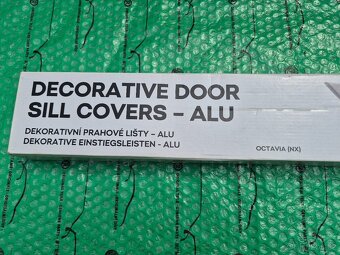 DECORATIVE DOOR
SILL COVERS – ALU
DEKORATIVNÍ PRAHOVÉ LIŠTY – ALU
DEKORATIVE EINSTIEGSLEISTEN - ALU
OCTAVIA (NX)